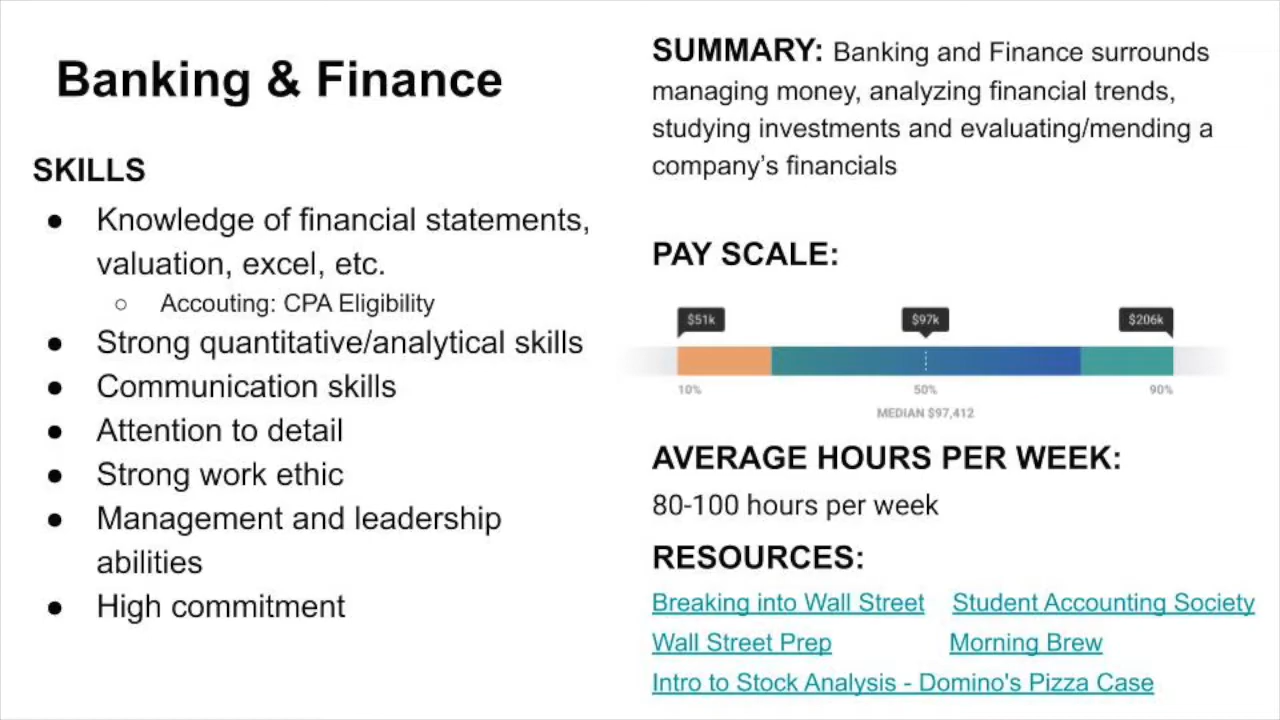 Banking & Finance
SKILLS
● Knowledge of financial statements,
valuation, excel, etc.
○ Accouting: CPA Eligibility
● Strong quantitative/analytical skills
● Communication skills
● Attention to detail
● Strong work ethic
● Management and leadership
abilities
● High commitment
SUMMARY: Banking and Finance surrounds
managing money, analyzing financial trends,
studying investments and evaluating/mending a
company’s financials
PAY SCALE:
$51k $97k $206k
10% 50% 90%
MEDIAN $97,412
AVERAGE HOURS PER WEEK:
80-100 hours per week
RESOURCES:
Breaking into Wall Street Student Accounting Society
Wall Street Prep Morning Brew
Intro to Stock Analysis - Domino's Pizza Case